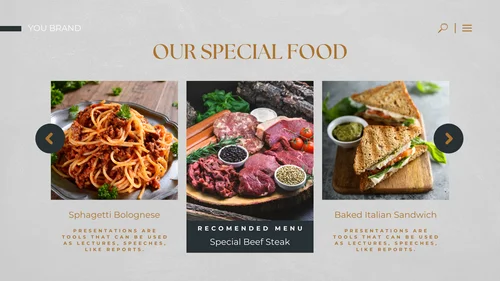 YOU BRAND
OUR SPECIAL FOOD
Sphagetti Bolognese
PRESENTATIONS ARE
TOOLS THAT CAN BE USED
AS LECTURES, SPEECHES,
LIKE REPORTS.
RECOMENDED MENU
Special Beef Steak
Baked Italian Sandwich
PRESENTATIONS ARE
TOOLS THAT CAN BE USED
AS LECTURES, SPEECHES,
LIKE REPORTS.